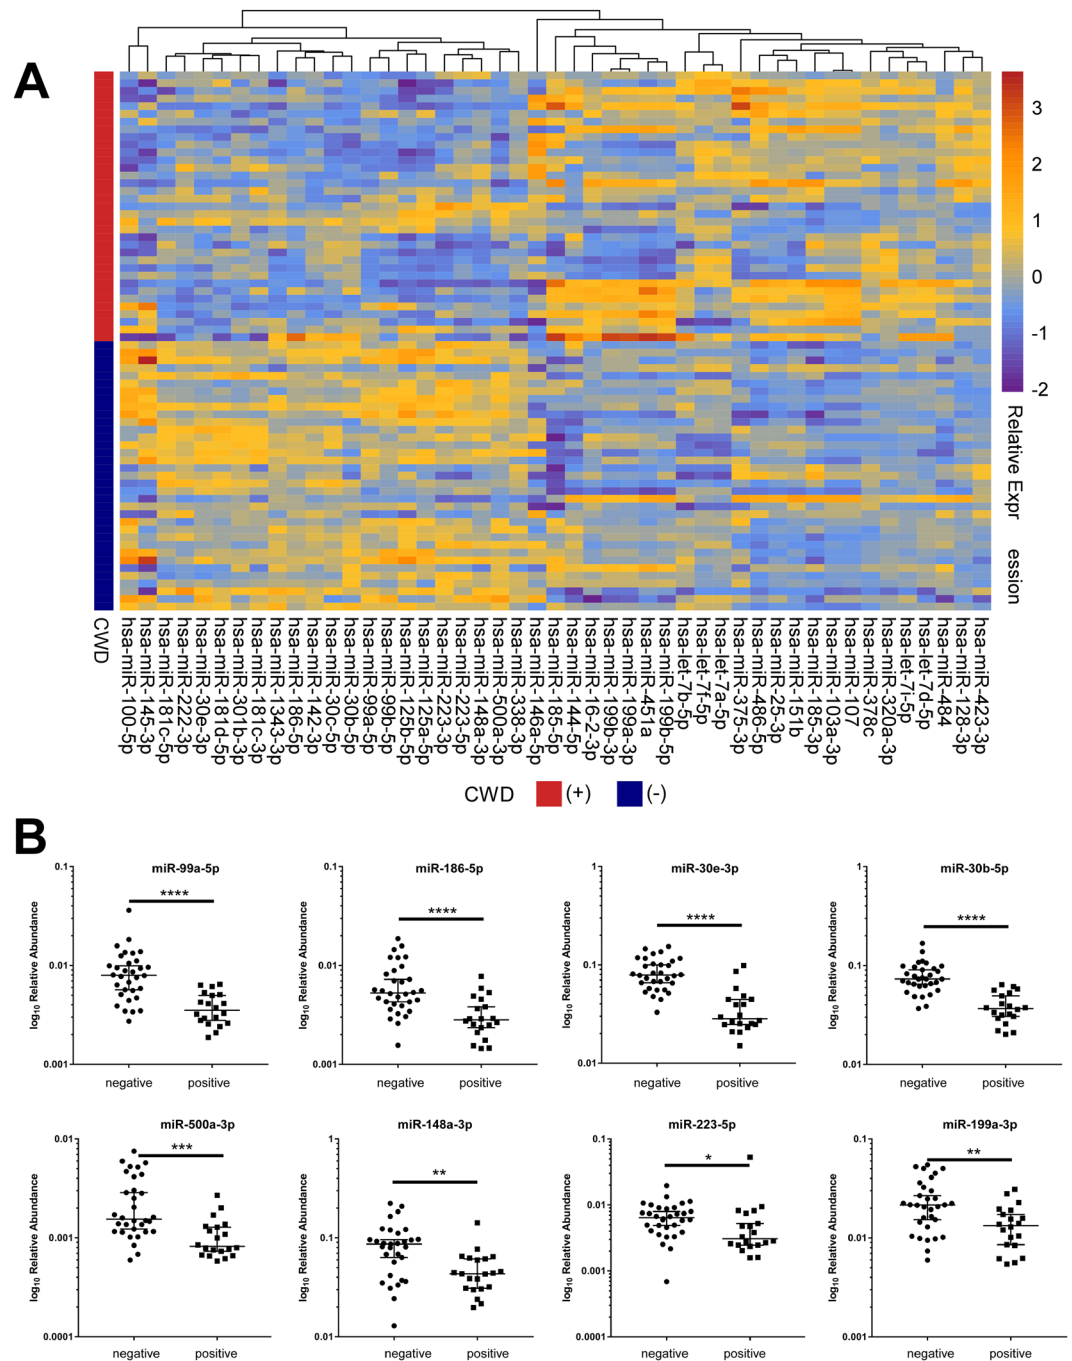 A
3
2
1
0
-1
-2
Relative Expr ession
CWD
hsa-miR-100-5p
hsa-miR-145-3p
hsa-miR-181c-5p
hsa-miR-222-3p
hsa-miR-30e-3p
hsa-miR-181d-5p
hsa-miR-301b-3p
hsa-miR-181c-3p
hsa-miR-1343-3p
hsa-miR-186-5p
hsa-miR-142-3p
hsa-miR-30c-5p
hsa-miR-30b-5p
hsa-miR-99a-5p
hsa-miR-99b-5p
hsa-miR-125b-5p
hsa-miR-125a-5p
hsa-miR-223-3p
hsa-miR-223-5p
hsa-miR-148a-3p
hsa-miR-500a-3p
hsa-miR-338-3p
hsa-miR-146a-5p
hsa-miR-185-5p
hsa-miR-144-5p
hsa-miR-16-2-3p
hsa-miR-199b-3p
hsa-miR-199a-3p
hsa-miR-451a
hsa-miR-199b-5p
hsa-let-7b-5p
hsa-let-7f-5p
hsa-let-7a-5p
hsa-miR-375-3p
hsa-miR-486-3p
hsa-miR-25-3p
hsa-miR-151b
hsa-miR-185-3p
hsa-miR-103a-3p
hsa-miR-107
hsa-miR-378c
hsa-miR-320a-3p
hsa-let-7i-5p
hsa-let-7d-5p
hsa-miR-484
hsa-miR-128-3p
hsa-miR-423-3p
CWD (+) (-)
B
miR-99a-5p
log10 Relative Abundance
0.1
0.01
0.001
****
negative positive
miR-186-5p
log10 Relative Abundance
0.1
0.01
0.001
****
negative positive
miR-30e-3p
log10 Relative Abundance
1
0.1
0.01
****
negative positive
miR-30b-5p
log10 Relative Abundance
1
0.1
0.01
****
negative positive
miR-500a-3p
log10 Relative Abundance
0.01
0.001
0.0001
***
negative positive
miR-148a-3p
log10 Relative Abundance
1
0.1
0.01
**
negative positive
miR-223-5p
log10 Relative Abundance
0.1
0.01
0.001
0.0001
*
negative positive
miR-199a-3p
log10 Relative Abundance
0.1
0.01
0.001
**
negative positive